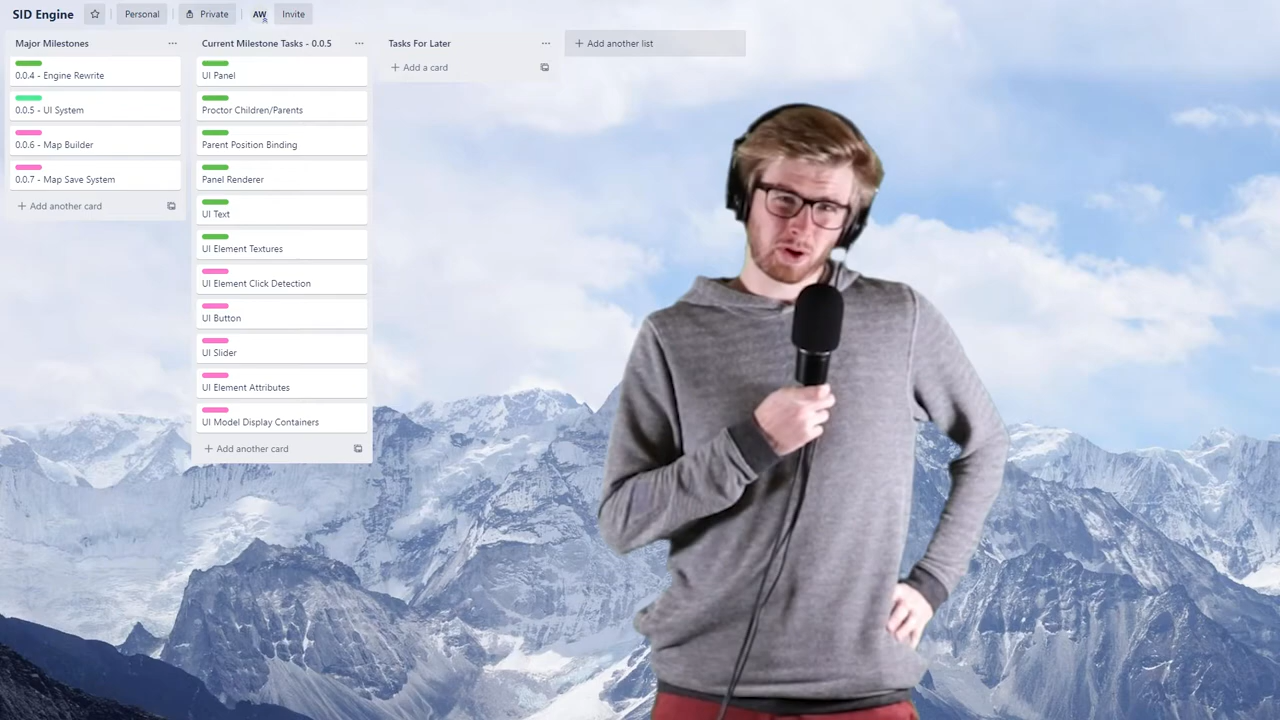 SID Engine
Personal
Private
AW
Invite
Major Milestones
0.0.4 - Engine Rewrite
0.0.5 - UI System
0.0.6 - Map Builder
0.0.7 - Map Save System
+ Add another card
Current Milestone Tasks - 0.0.5
UI Panel
Proctor Children/Parents
Parent Position Binding
Panel Renderer
UI Text
UI Element Textures
UI Element Click Detection
UI Button
UI Slider
UI Element Attributes
UI Model Display Containers
+ Add another card
Tasks For Later
+ Add a card
+ Add another list